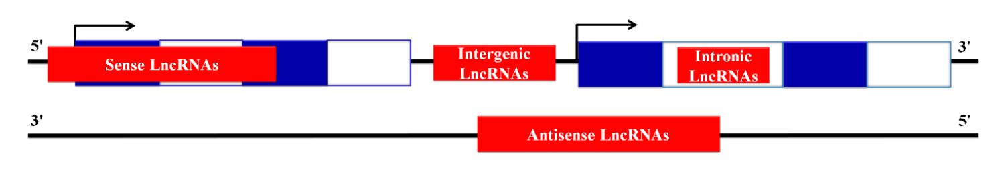 5'
Sense LncRNAs
Intergenic
LncRNAs
Intronic
LncRNAs
3'
3'
Antisense LncRNAs
5'